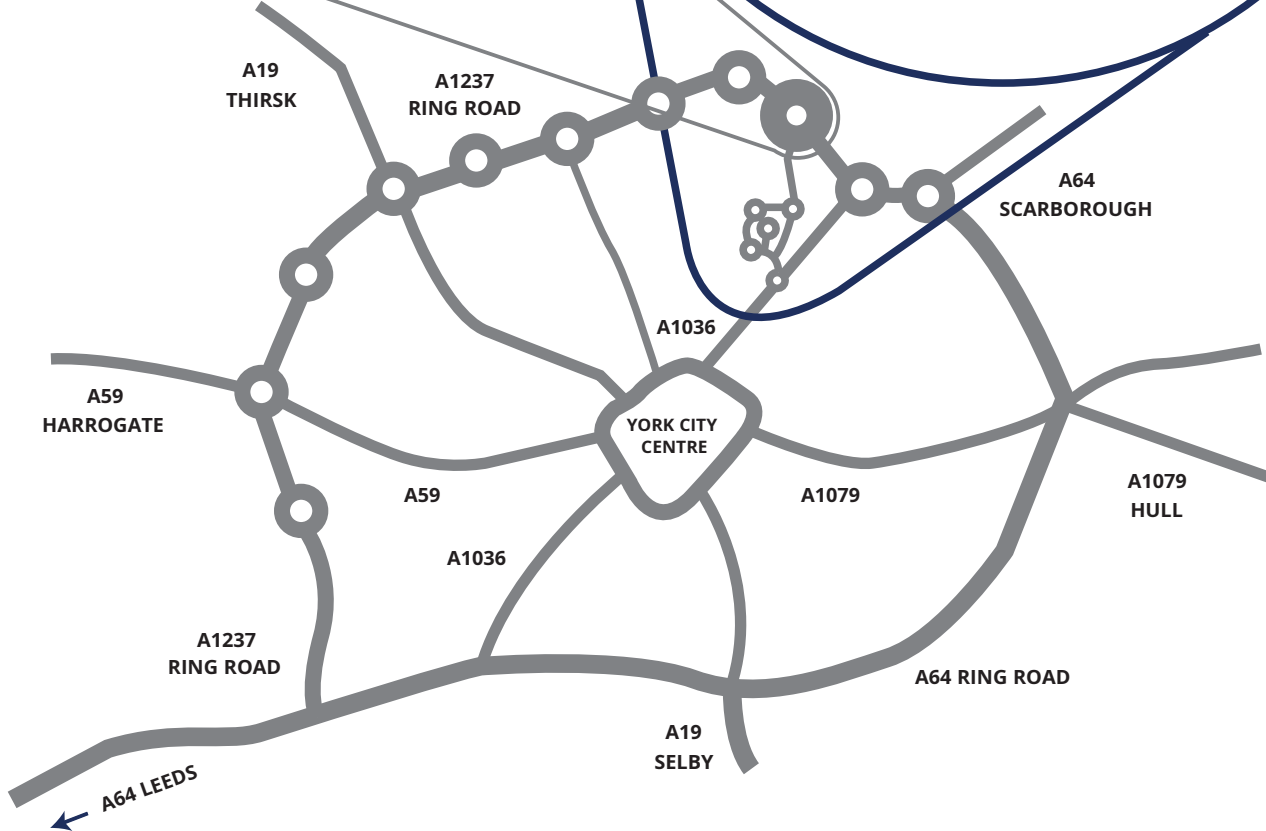 A19
THIRSK
A1237
RING ROAD
A64
SCARBOROUGH
A1036
A59
HARROGATE
YORK CITY
CENTRE
A59
A1079
A1079
HULL
A1036
A1237
RING ROAD
A64 RING ROAD
A19
SELBY
A64 LEEDS